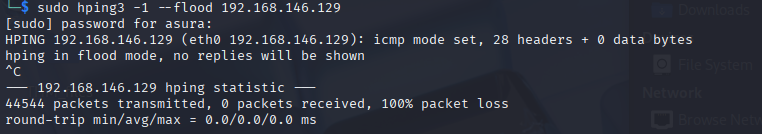 └─$ sudo hping3 -1 --flood 192.168.146.129
[sudo] password for asura:
HPING 192.168.146.129 (eth0 192.168.146.129): icmp mode set, 28 headers + 0 data bytes
hping in flood mode, no replies will be shown
^C
--- 192.168.146.129 hping statistic ---
44544 packets transmitted, 0 packets received, 100% packet loss
round-trip min/avg/max = 0.0/0.0/0.0 ms
Downloads
File System
Network
Browse Netw